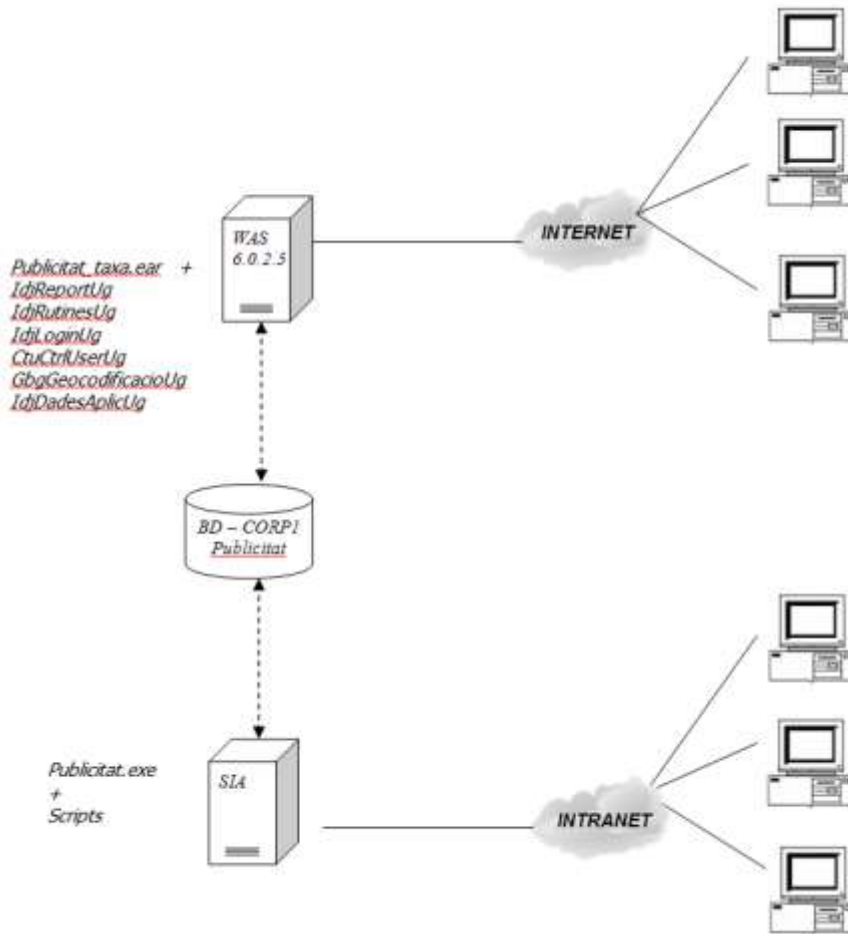 WAS
6.0.2.5
INTERNET
Publicitat_taxa.ear +
IdjReportUg
IdjRutinesUg
IdjLoginUg
CtuCtrlUserUg
GbgGeocodificacioUg
IdjDadesAplicUg
BD – CORP1
Publicitat
Publicitat.exe
+
Scripts
SIA
INTRANET